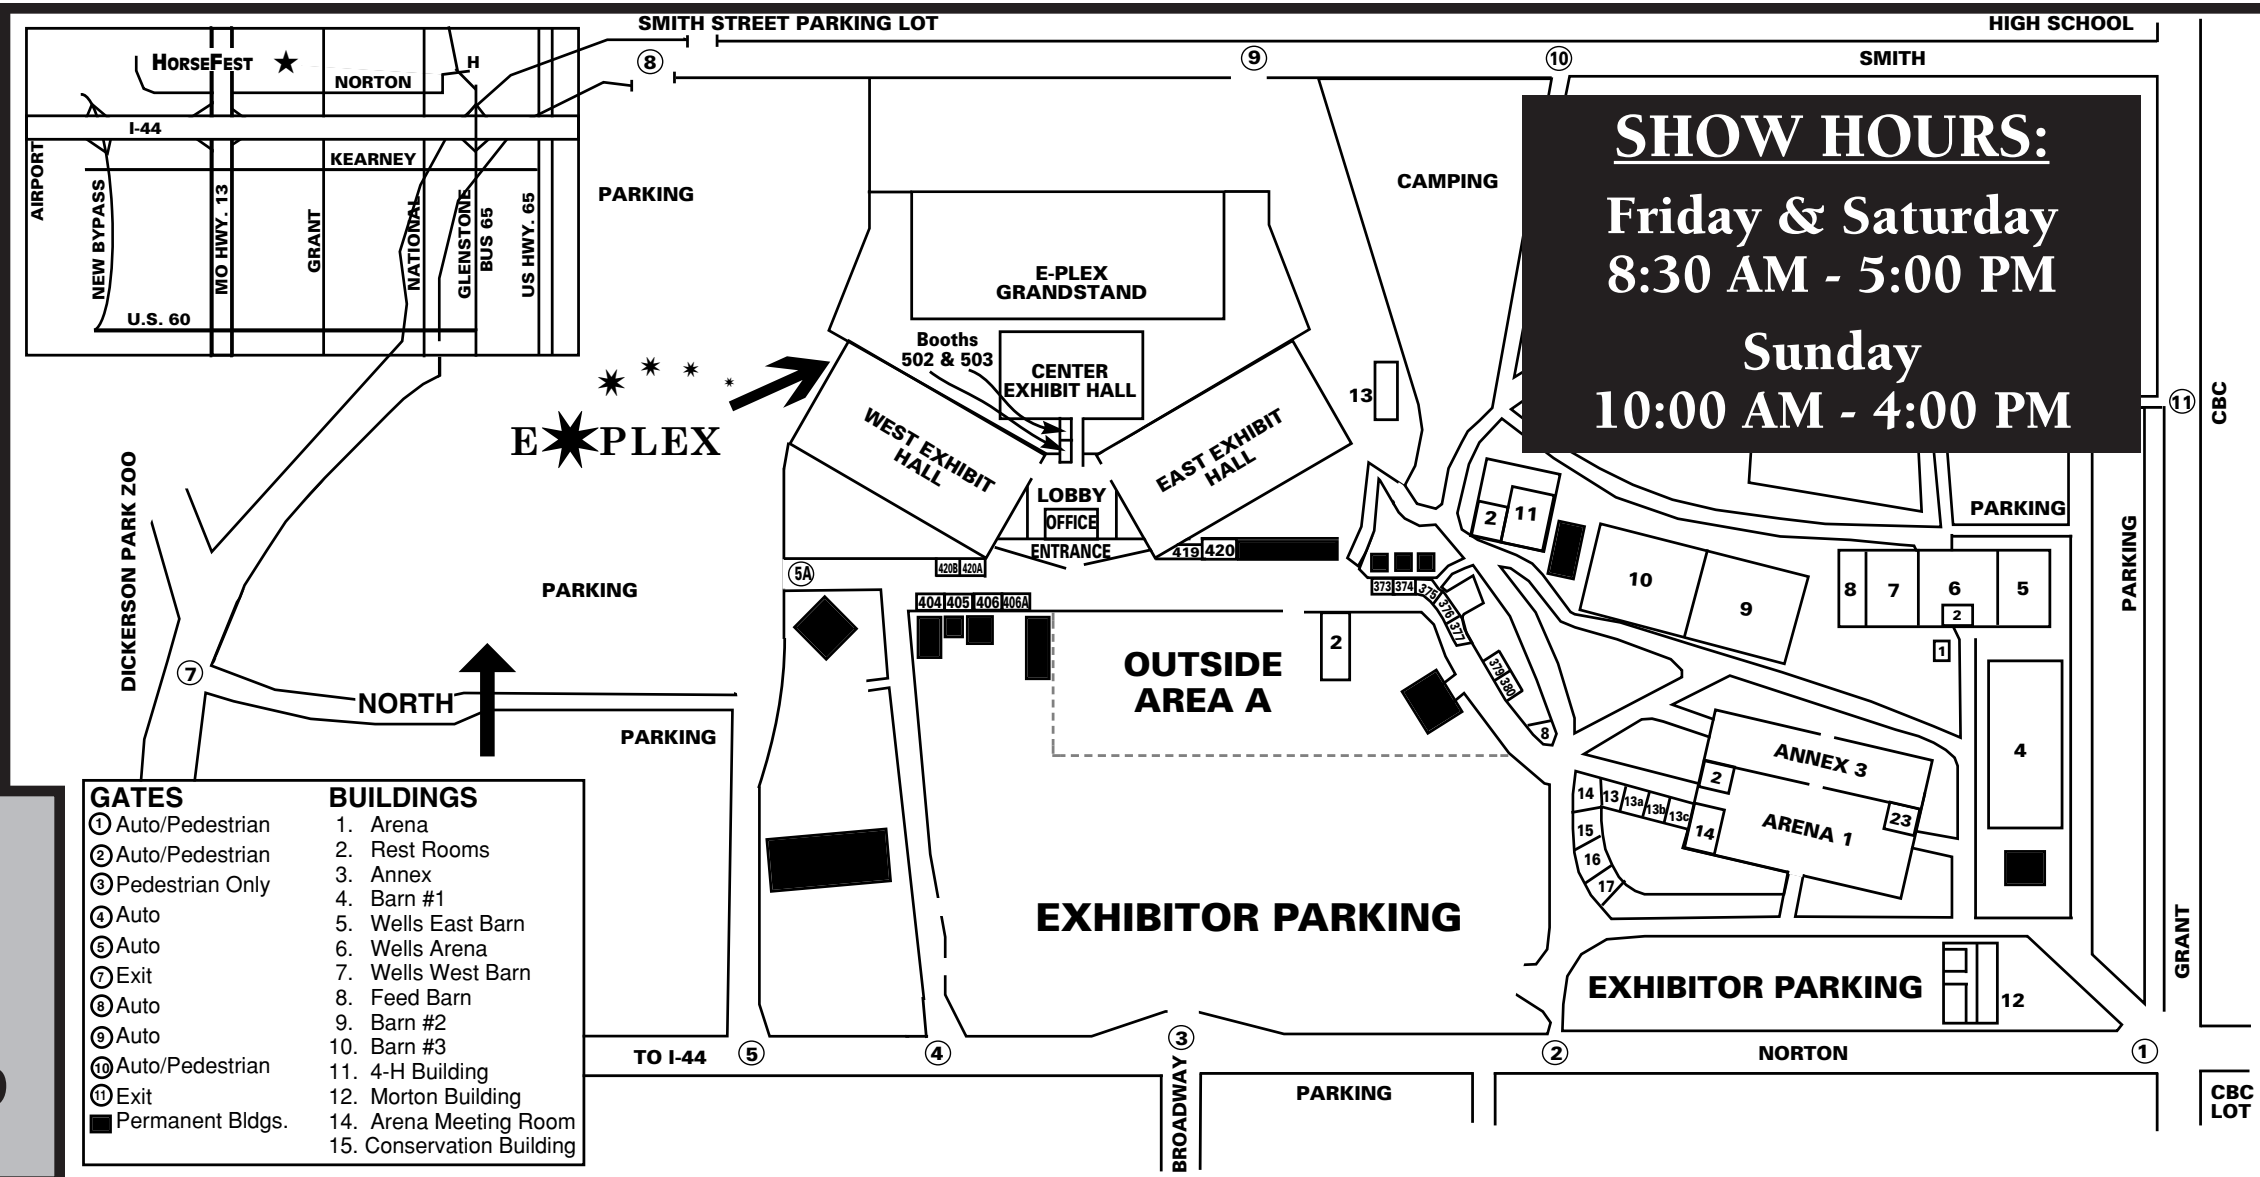 SMITH STREET PARKING LOT
HIGH SCHOOL
8
9
10
SMITH
HORSEFEST
H
NORTON
I-44
KEARNEY
AIRPORT
NEW BYPASS
MO HWY. 13
GRANT
NATIONAL
GLENSTONE
BUS 65
US HWY. 65
U.S. 60
PARKING
CAMPING
SHOW HOURS:
Friday & Saturday
8:30 AM - 5:00 PM
Sunday
10:00 AM - 4:00 PM
11
CBC
E-PLEX
GRANDSTAND
Booths
502 & 503
CENTER
EXHIBIT HALL
13
E PLEX
WEST EXHIBIT
HALL
EAST EXHIBIT
HALL
LOBBY
OFFICE
ENTRANCE
419 420
420B 420A
5A
404 405 406 406A
373 374 375 376 377
379 380
8
2 11
10
9
8 7 6 5
2
1
4
PARKING
PARKING
DICKERSON PARK ZOO
PARKING
7
NORTH
PARKING
OUTSIDE
AREA A
2
ANNEX 3
2
ARENA 1
23
14
14 13 13a 13b 13c
15
16
17
EXHIBITOR PARKING
EXHIBITOR PARKING
12
GRANT
GATES
1 Auto/Pedestrian
2 Auto/Pedestrian
3 Pedestrian Only
4 Auto
5 Auto
7 Exit
8 Auto
9 Auto
10 Auto/Pedestrian
11 Exit
Permanent Bldgs.
BUILDINGS
1. Arena
2. Rest Rooms
3. Annex
4. Barn #1
5. Wells East Barn
6. Wells Arena
7. Wells West Barn
8. Feed Barn
9. Barn #2
10. Barn #3
11. 4-H Building
12. Morton Building
14. Arena Meeting Room
15. Conservation Building
TO I-44
5
4
3
2
NORTON
1
BROADWAY
PARKING
CBC
LOT